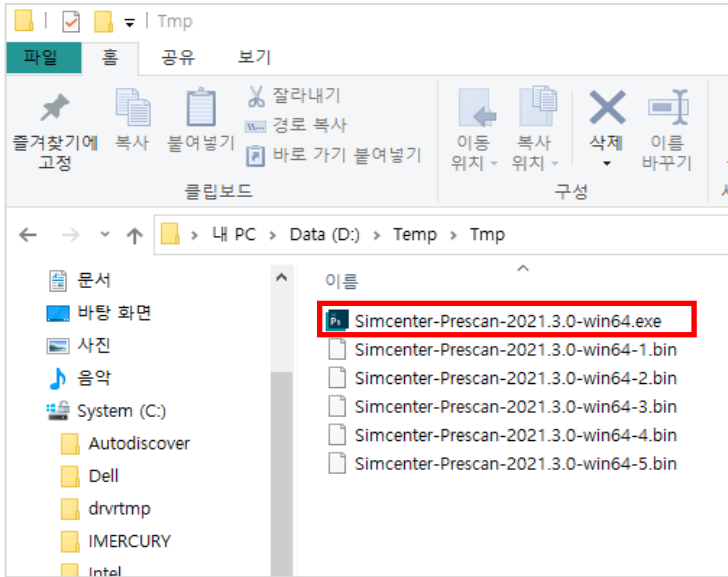 Tmp
파일 홈 공유 보기
즐겨찾기에 고정
복사
붙여넣기
잘라내기
경로 복사
바로 가기 붙여넣기
이동 위치
복사 위치
삭제
이름 바꾸기
클립보드
구성
내 PC > Data (D:) > Temp > Tmp
문서
바탕 화면
사진
음악
System (C:)
Autodiscover
Dell
drvrtmp
IMERCURY
Intel
이름
Simcenter-Prescan-2021.3.0-win64.exe
Simcenter-Prescan-2021.3.0-win64-1.bin
Simcenter-Prescan-2021.3.0-win64-2.bin
Simcenter-Prescan-2021.3.0-win64-3.bin
Simcenter-Prescan-2021.3.0-win64-4.bin
Simcenter-Prescan-2021.3.0-win64-5.bin